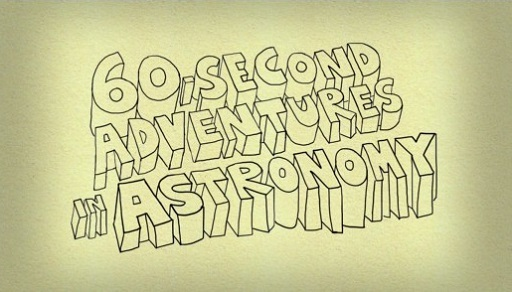 60 SECOND
ADVENTURES
IN ASTRONOMY